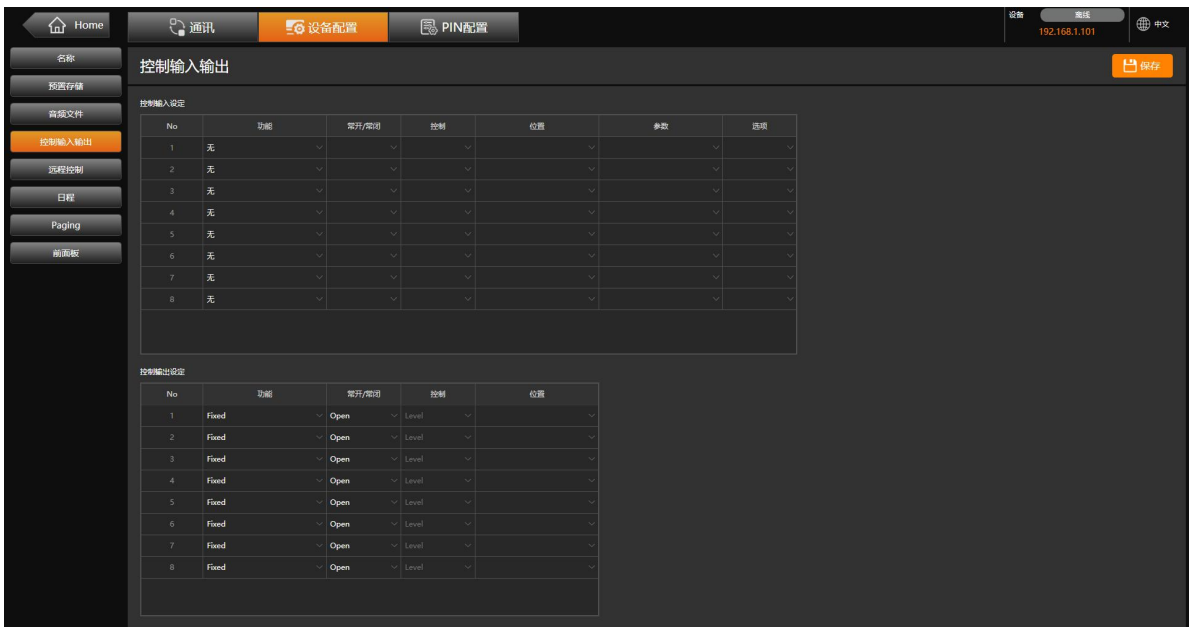 Home 通讯 设备配置 PIN配置 设备 离线 192.168.1.101 中文
名称
预置存储
音频文件
控制输入输出
远程控制
日程
Paging
前面板
控制输入输出 保存
控制输入设定
No 功能 常开/常闭 控制 位置 参数 选项
1 无
2 无
3 无
4 无
5 无
6 无
7 无
8 无
控制输出设定
No 功能 常开/常闭 控制 位置
1 Fixed Open Level
2 Fixed Open Level
3 Fixed Open Level
4 Fixed Open Level
5 Fixed Open Level
6 Fixed Open Level
7 Fixed Open Level
8 Fixed Open Level